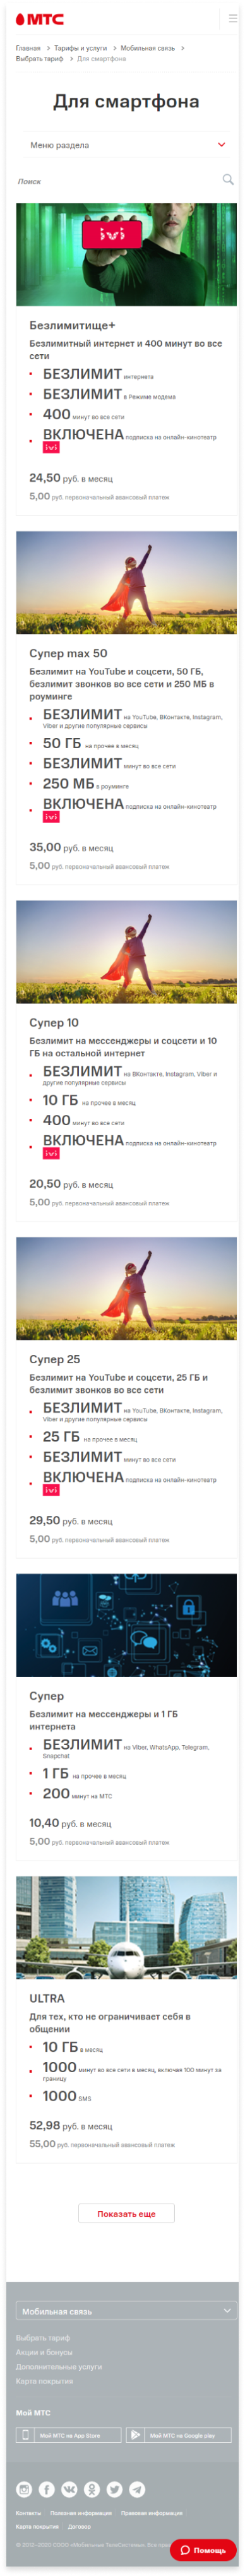 МТС
Главная > Тарифы и услуги > Мобильная связь >
Выбрать тариф > Для смартфона
Для смартфона
Меню раздела
Поиск
ivi
Безлимитище+
Безлимитный интернет и 400 минут во все
сети
БЕЗЛИМИТ интернета
БЕЗЛИМИТ в Режиме модема
400 минут во все сети
ВКЛЮЧЕНА подписка на онлайн-кинотеатр
ivi
24,50 руб. в месяц
5,00 руб. первоначальный авансовый платеж
Супер max 50
Безлимит на YouTube и соцсети, 50 ГБ,
безлимит звонков во все сети и 250 МБ в
роуминге
БЕЗЛИМИТ на YouTube, ВКонтакте, Instagram,
Viber и другие популярные сервисы
50 ГБ на прочее в месяц
БЕЗЛИМИТ минут во все сети
250 МБ в роуминге
ВКЛЮЧЕНА подписка на онлайн-кинотеатр
ivi
35,00 руб. в месяц
5,00 руб. первоначальный авансовый платеж
Супер 10
Безлимит на мессенджеры и соцсети и 10
ГБ на остальной интернет
БЕЗЛИМИТ на ВКонтакте, Instagram, Viber и
другие популярные сервисы
10 ГБ на прочее в месяц
400 минут во все сети
ВКЛЮЧЕНА подписка на онлайн-кинотеатр
ivi
20,50 руб. в месяц
5,00 руб. первоначальный авансовый платеж
Супер 25
Безлимит на YouTube и соцсети, 25 ГБ и
безлимит звонков во все сети
БЕЗЛИМИТ на YouTube, ВКонтакте, Instagram,
Viber и другие популярные сервисы
25 ГБ на прочее в месяц
БЕЗЛИМИТ минут во все сети
ВКЛЮЧЕНА подписка на онлайн-кинотеатр
ivi
29,50 руб. в месяц
5,00 руб. первоначальный авансовый платеж
Супер
Безлимит на мессенджеры и 1 ГБ
интернета
БЕЗЛИМИТ на Viber, WhatsApp, Telegram,
Snapchat
1 ГБ на прочее в месяц
200 минут на МТС
10,40 руб. в месяц
5,00 руб. первоначальный авансовый платеж
ULTRA
Для тех, кто не ограничивает себя в
общении
10 ГБ в месяц
1000 минут во все сети в месяц, включая 100 минут за
границу
1000 SMS
52,98 руб. в месяц
55,00 руб. первоначальный авансовый платеж
Показать еще
Мобильная связь
Выбрать тариф
Акции и бонусы
Дополнительные услуги
Карта покрытия
Мой МТС
Мой МТС на App Store
Мой МТС на Google play
Контакты Полезная информация Правовая информация
Карта покрытия Договор
СООО «Мобильные ТелеСистемы». Все
Помощь